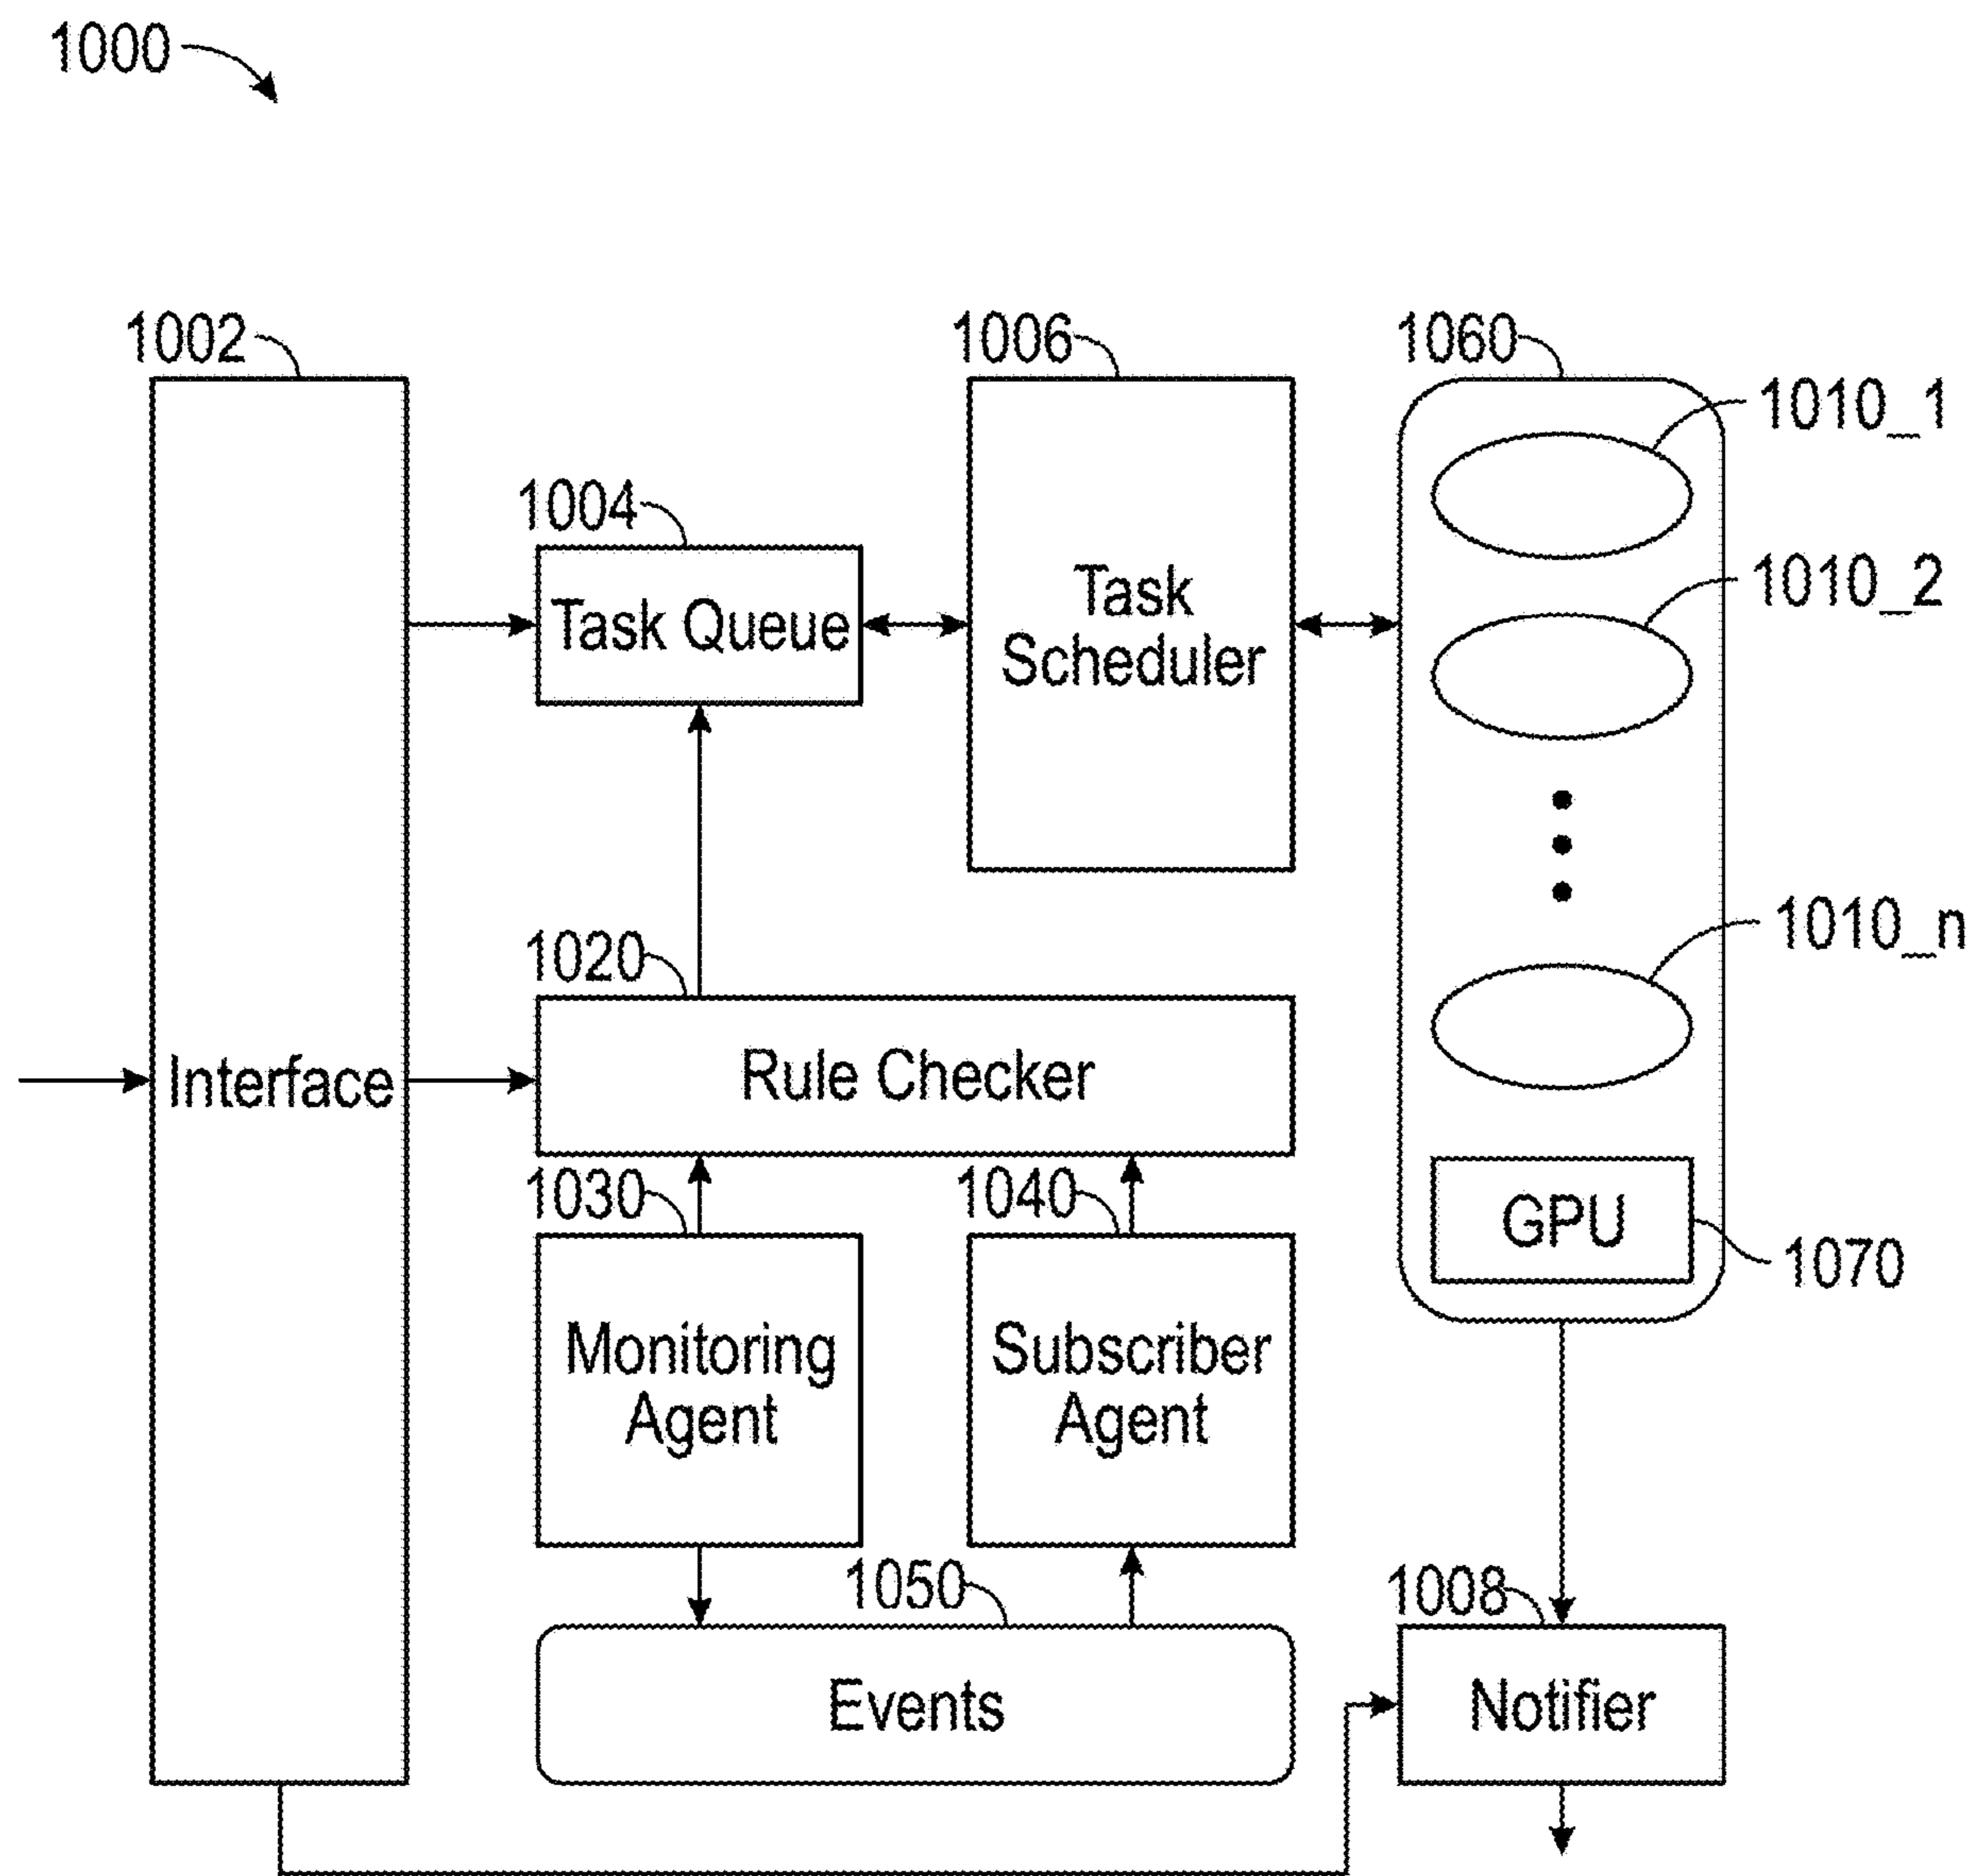 1000
1002
1006
1060
1010_1
1004
1010_2
Task Queue
Task
Scheduler
1020
1010_n
Interface
Rule Checker
1030
1040
GPU
1070
Monitoring
Agent
Subscriber
Agent
1050
1008
Events
Notifier